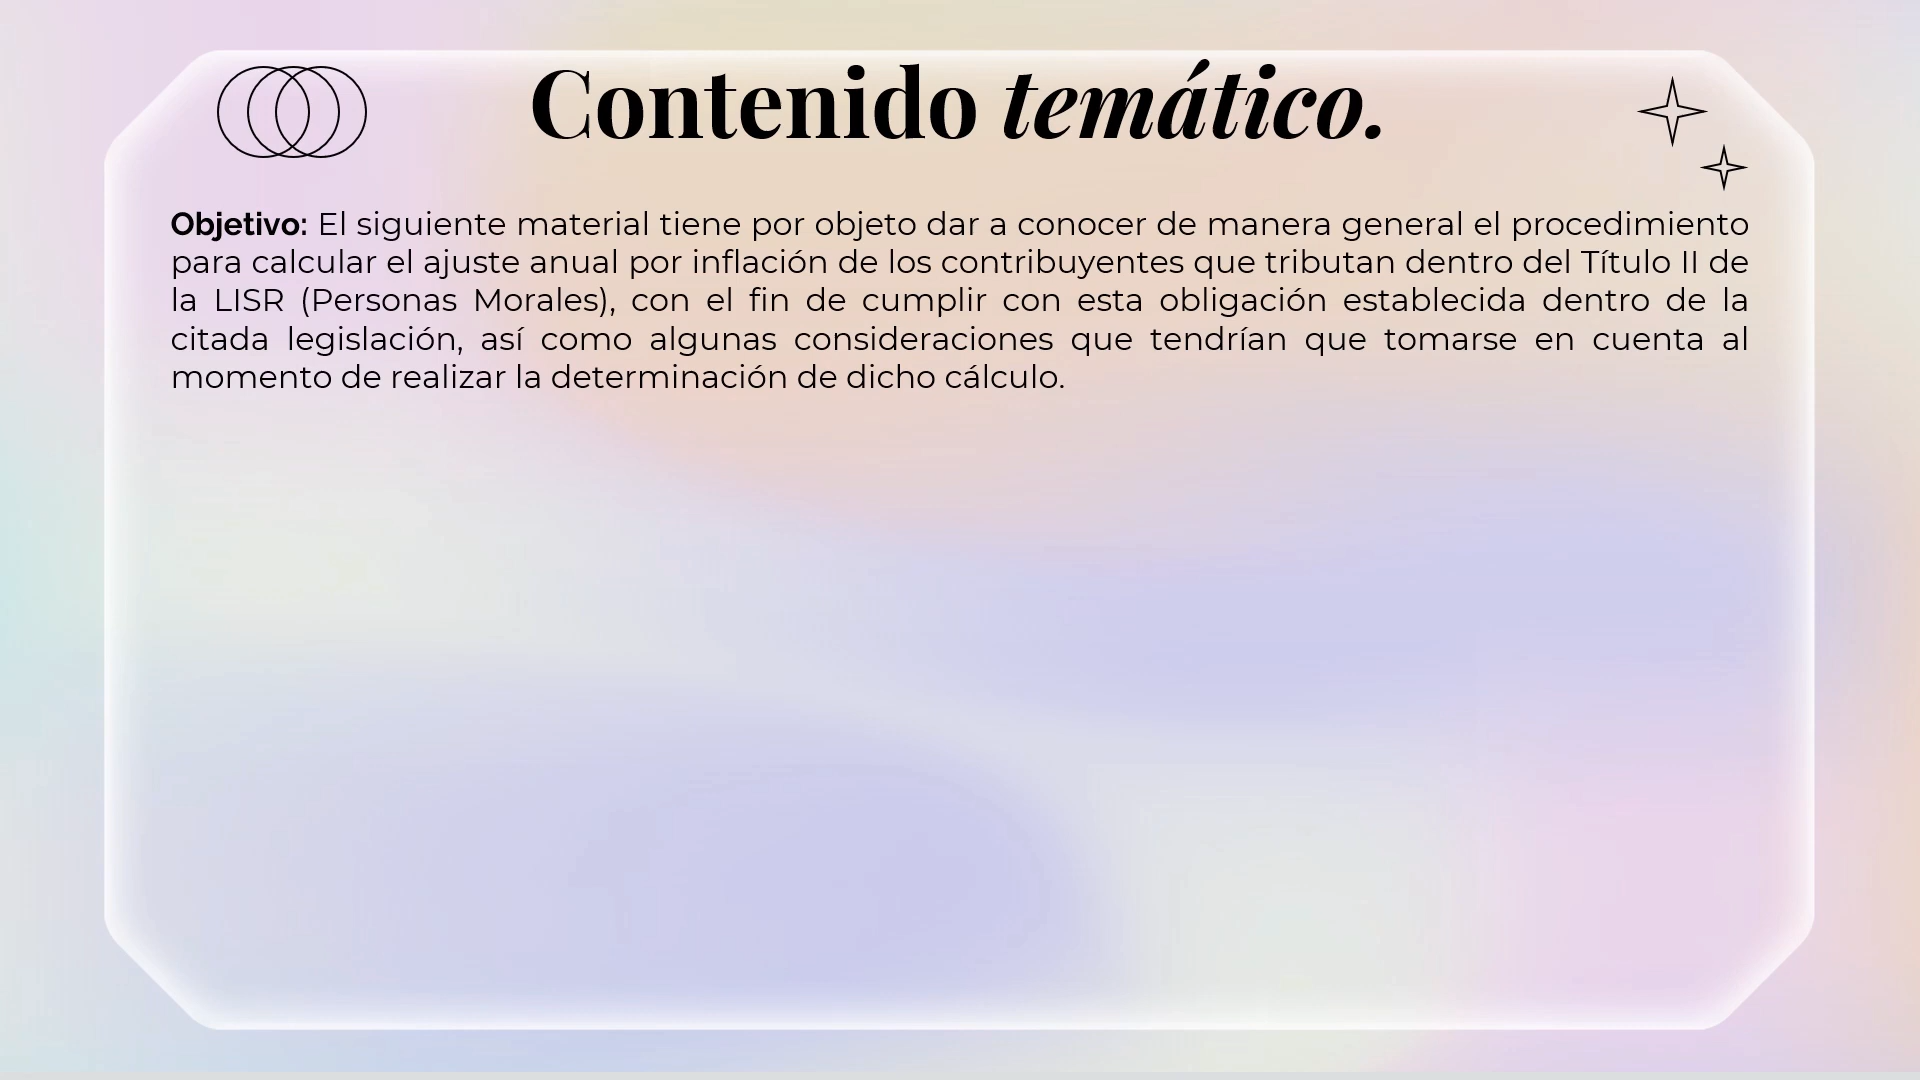 Contenido temático.
Objetivo: El siguiente material tiene por objeto dar a conocer de manera general el procedimiento
para calcular el ajuste anual por inflación de los contribuyentes que tributan dentro del Título II de
la LISR (Personas Morales), con el fin de cumplir con esta obligación establecida dentro de la
citada legislación, así como algunas consideraciones que tendrían que tomarse en cuenta al
momento de realizar la determinación de dicho cálculo.